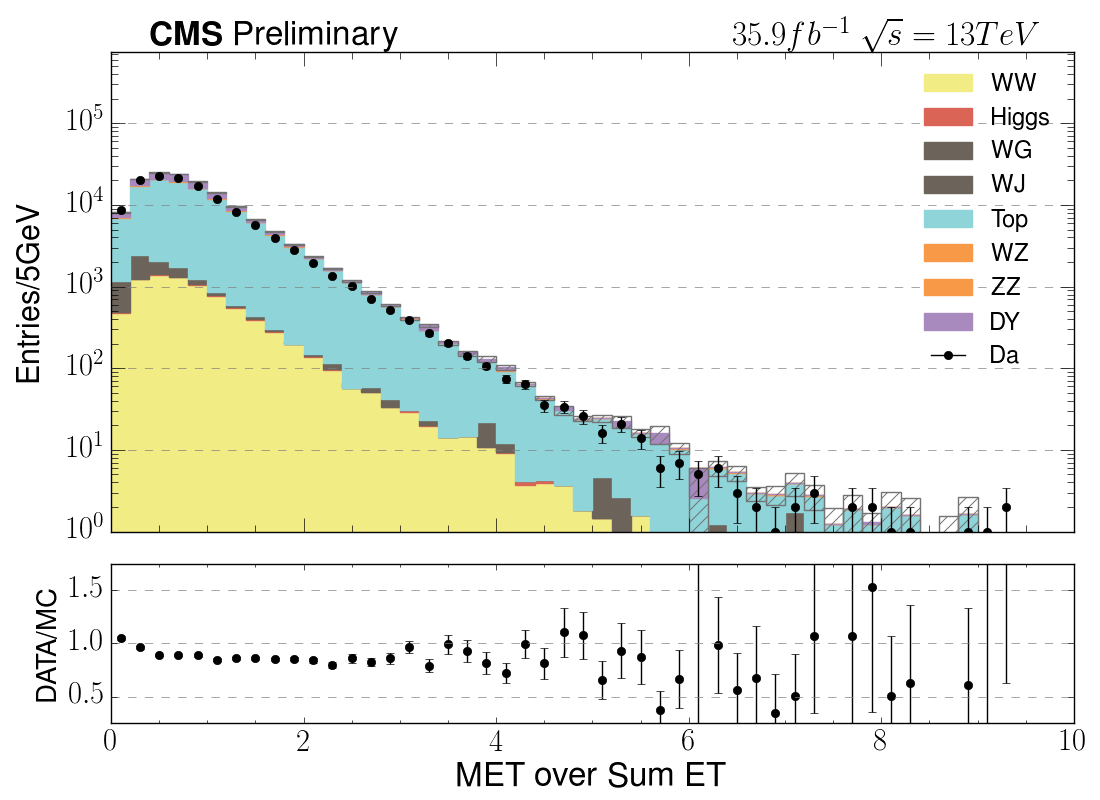 CMS Preliminary 35.9fb⁻¹ √s = 13TeV
Entries/5GeV
10⁵
10⁴
10³
10²
10¹
10⁰
WW
Higgs
WG
WJ
Top
WZ
ZZ
DY
Da
DATA/MC
1.5
1.0
0.5
0 2 4 6 8 10
MET over Sum ET